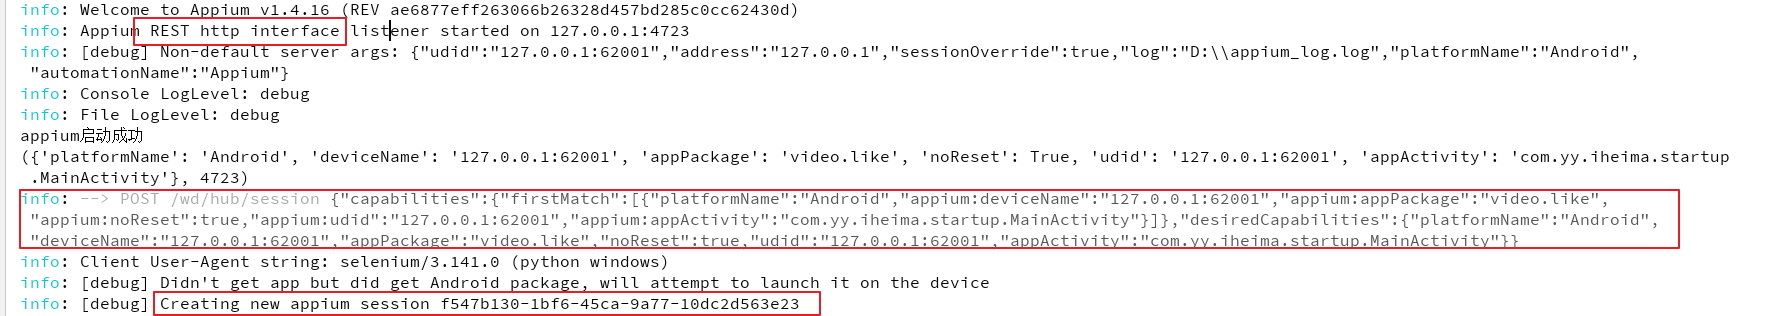 info: Welcome to Appium v1.4.16 (REV ae6877eff263066b26328d457bd285c0cc62430d)
info: Appium REST http interface listener started on 127.0.0.1:4723
info: [debug] Non-default server args: {"udid":"127.0.0.1:62001","address":"127.0.0.1","sessionOverride":true,"log":"D:\\appium_log.log","platformName":"Android",
"automationName":"Appium"}
info: Console LogLevel: debug
info: File LogLevel: debug
appium启动成功
({'platformName': 'Android', 'deviceName': '127.0.0.1:62001', 'appPackage': 'video.like', 'noReset': True, 'udid': '127.0.0.1:62001', 'appActivity': 'com.yy.iheima.startup
.MainActivity'}, 4723)
info: --> POST /wd/hub/session {"capabilities":{"firstMatch":[{"platformName":"Android","appium:deviceName":"127.0.0.1:62001","appium:appPackage":"video.like",
"appium:noReset":true,"appium:udid":"127.0.0.1:62001","appium:appActivity":"com.yy.iheima.startup.MainActivity"}]},"desiredCapabilities":{"platformName":"Android",
"deviceName":"127.0.0.1:62001","appPackage":"video.like","noReset":true,"udid":"127.0.0.1:62001","appActivity":"com.yy.iheima.startup.MainActivity"}}
info: Client User-Agent string: selenium/3.141.0 (python windows)
info: [debug] Didn't get app but did get Android package, will attempt to launch it on the device
info: [debug] Creating new appium session f547b130-1bf6-45ca-9a77-10dc2d563e23